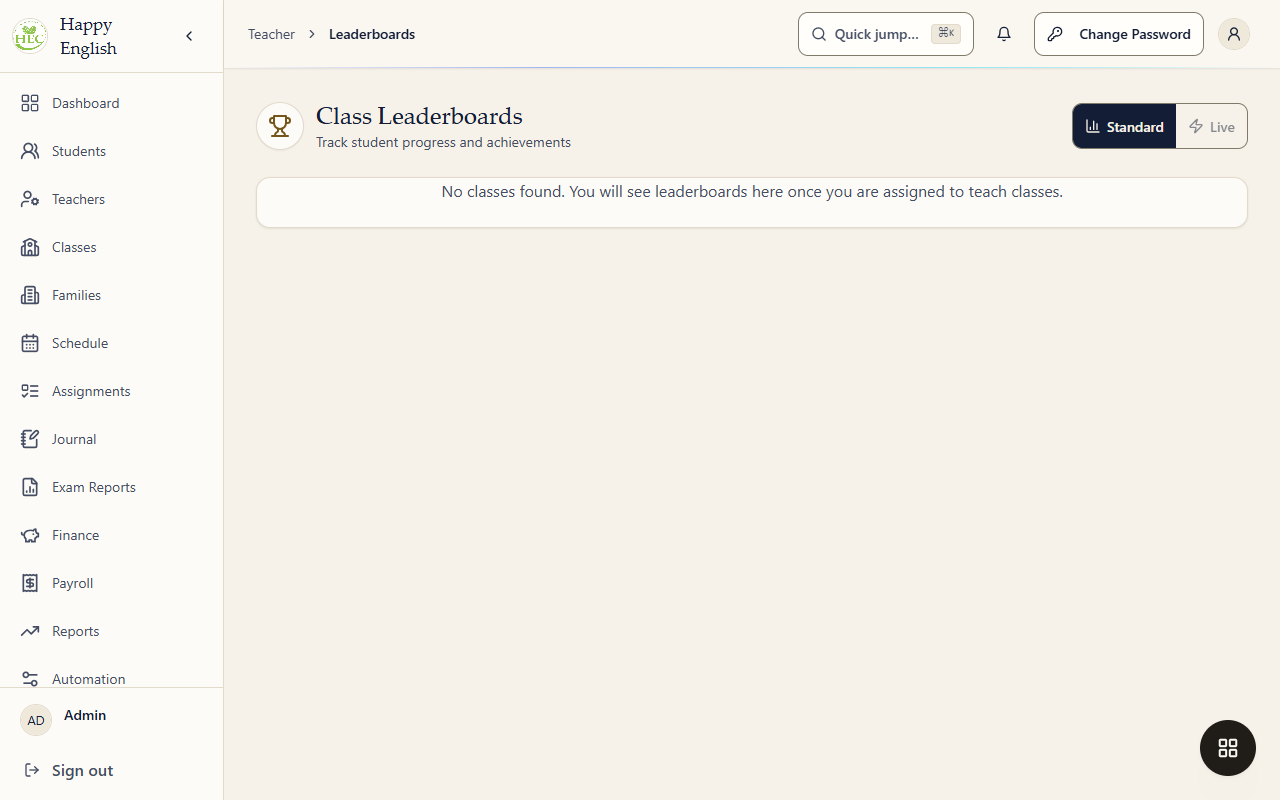 HEC
Happy
English
Dashboard
Students
Teachers
Classes
Families
Schedule
Assignments
Journal
Exam Reports
Finance
Payroll
Reports
Automation
AD
Admin
Sign out
Teacher
Leaderboards
Quick jump...
⌘K
Change Password
Class Leaderboards
Track student progress and achievements
Standard
Live
No classes found. You will see leaderboards here once you are assigned to teach classes.